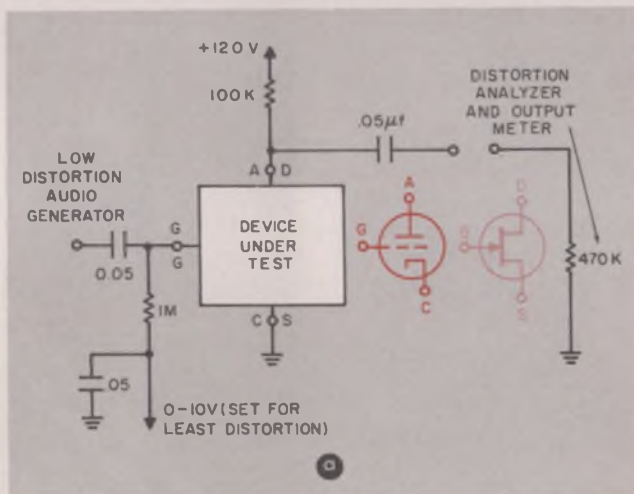 +120V
100K
.05µf
DISTORTION
ANALYZER
AND OUTPUT
METER
LOW
DISTORTION
AUDIO
GENERATOR
0.05
A D
G
G
DEVICE
UNDER
TEST
C S
A
G
C
D
G
S
470K
1M
05
0-10V(SET FOR
LEAST DISTORTION)
a